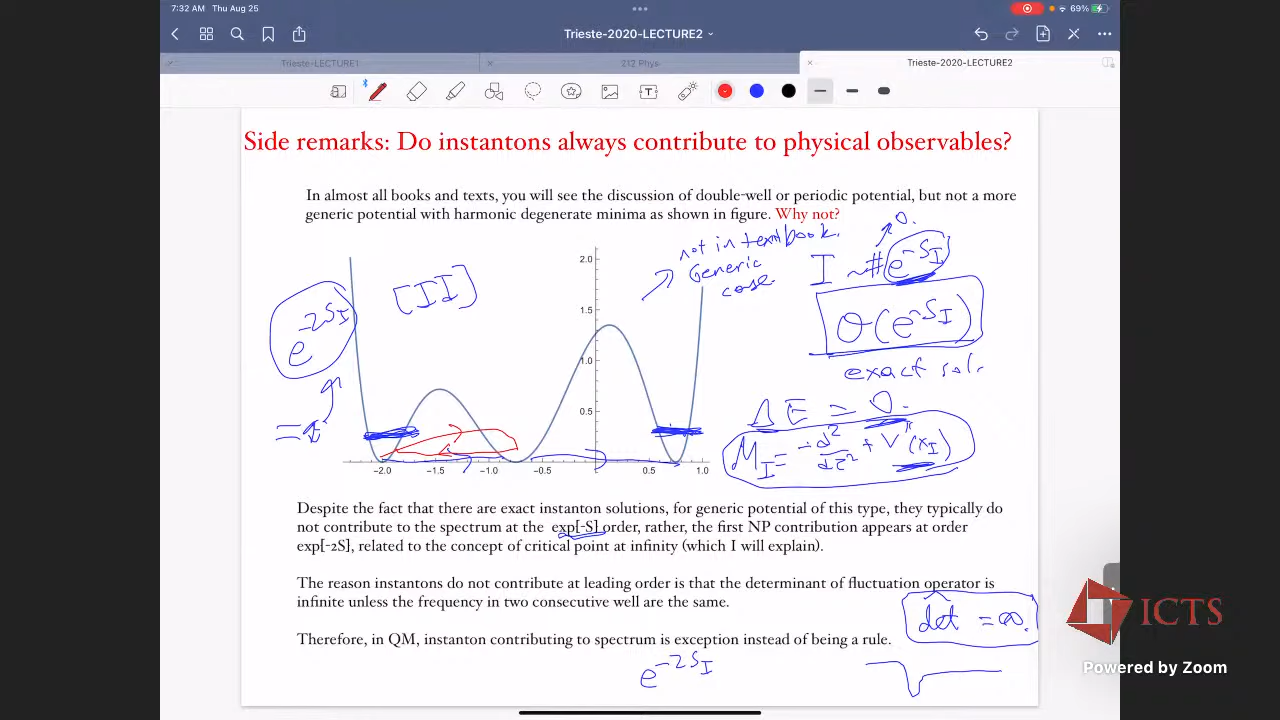 7:32 AM Thu Aug 25
69%
Trieste-2020-LECTURE2
Trieste-LECTURE1
212 Phys
Trieste-2020-LECTURE2
Side remarks: Do instantons always contribute to physical observables?
In almost all books and texts, you will see the discussion of double-well or periodic potential, but not a more
generic potential with harmonic degenerate minima as shown in figure. Why not?
not in textbook.
Generic
case.
0.
I ~ # e^{-S_I}
O(e^{-S_I})
exact sol.
ΔE = 0.
M_I = -d²/dτ² + V''(x_I)
[II]
e^{-2S_I}
2.0
1.5
1.0
0.5
-2.0 -1.5 -1.0 -0.5 0.5 1.0
Despite the fact that there are exact instanton solutions, for generic potential of this type, they typically do
not contribute to the spectrum at the exp[-S] order, rather, the first NP contribution appears at order
exp[-2S], related to the concept of critical point at infinity (which I will explain).
The reason instantons do not contribute at leading order is that the determinant of fluctuation operator is
infinite unless the frequency in two consecutive well are the same.
det = ∞.
Therefore, in QM, instanton contributing to spectrum is exception instead of being a rule.
e^{-2S_I}
ICTS
Powered by Zoom